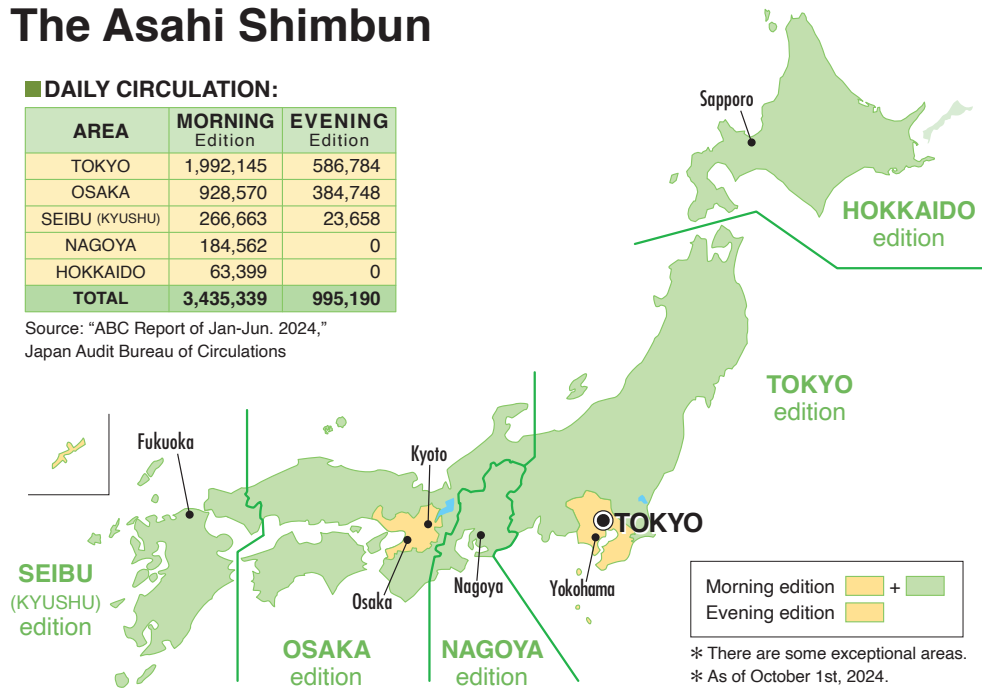 The Asahi Shimbun
■DAILY CIRCULATION:
AREA MORNING Edition EVENING Edition
TOKYO 1,992,145 586,784
OSAKA 928,570 384,748
SEIBU (KYUSHU) 266,663 23,658
NAGOYA 184,562 0
HOKKAIDO 63,399 0
TOTAL 3,435,339 995,190
Source: “ABC Report of Jan-Jun. 2024,”
Japan Audit Bureau of Circulations
Sapporo
HOKKAIDO
edition
TOKYO
edition
Fukuoka
Kyoto
TOKYO
SEIBU
(KYUSHU)
edition
Osaka
Nagoya
Yokohama
OSAKA
edition
NAGOYA
edition
Morning edition +
Evening edition
＊ There are some exceptional areas.
＊ As of October 1st, 2024.